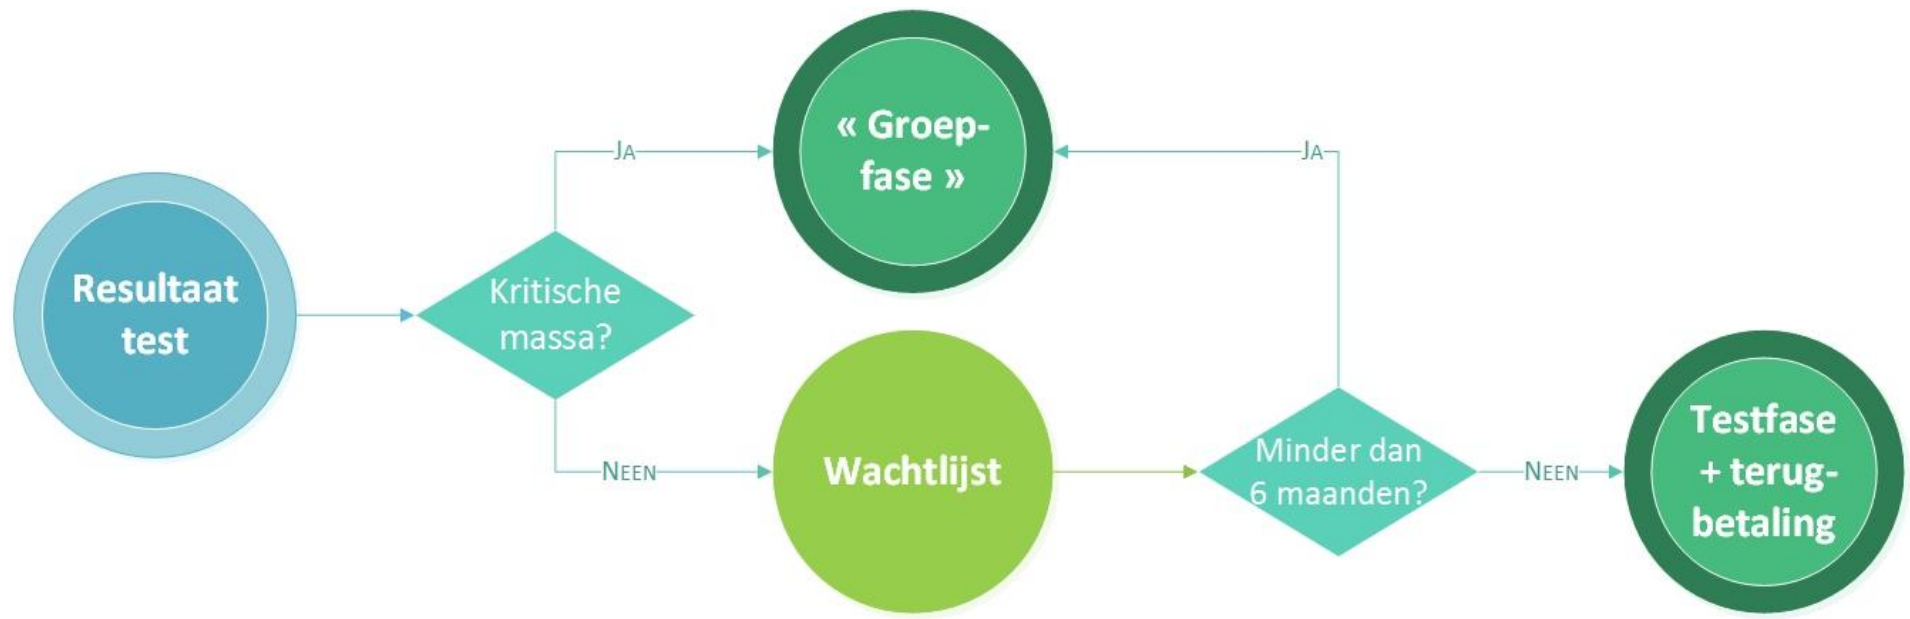 Resultaat
test
Kritische
massa?
JA
« Groep-
fase »
JA
NEEN
Wachtlijst
Minder dan
6 maanden?
NEEN
Testfase
+ terug-
betaling